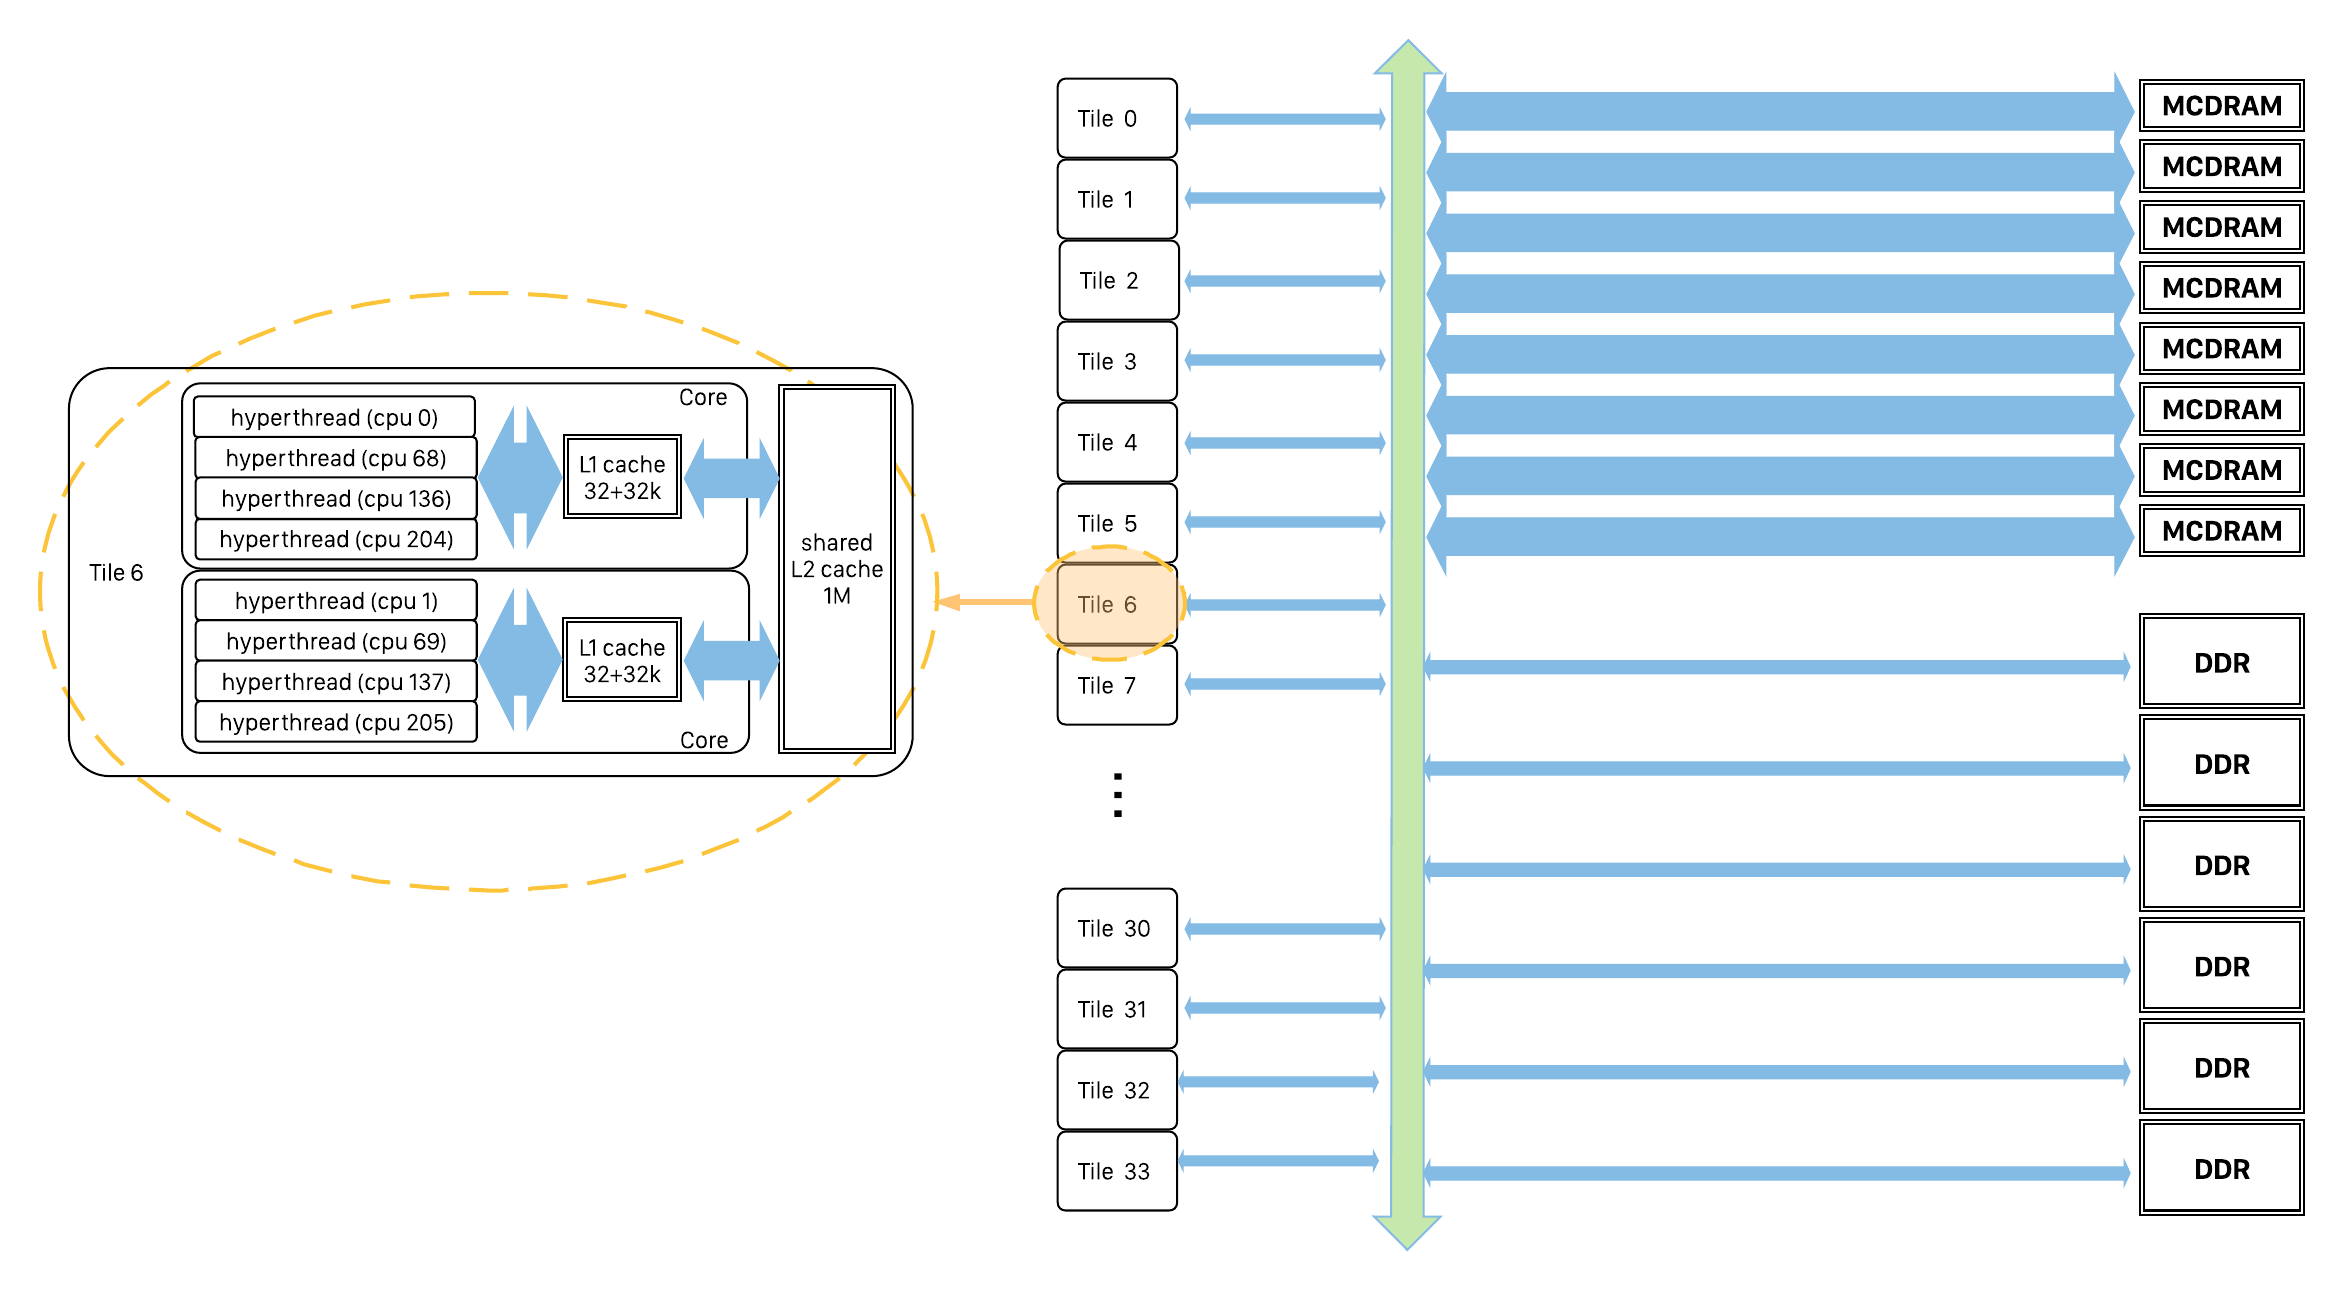 Tile 6
Core
hyperthread (cpu 0)
hyperthread (cpu 68)
hyperthread (cpu 136)
hyperthread (cpu 204)
L1 cache
32+32k
hyperthread (cpu 1)
hyperthread (cpu 69)
hyperthread (cpu 137)
hyperthread (cpu 205)
L1 cache
32+32k
Core
shared
L2 cache
1M
Tile 0
Tile 1
Tile 2
Tile 3
Tile 4
Tile 5
Tile 6
Tile 7
⋮
Tile 30
Tile 31
Tile 32
Tile 33
MCDRAM
MCDRAM
MCDRAM
MCDRAM
MCDRAM
MCDRAM
MCDRAM
MCDRAM
DDR
DDR
DDR
DDR
DDR
DDR